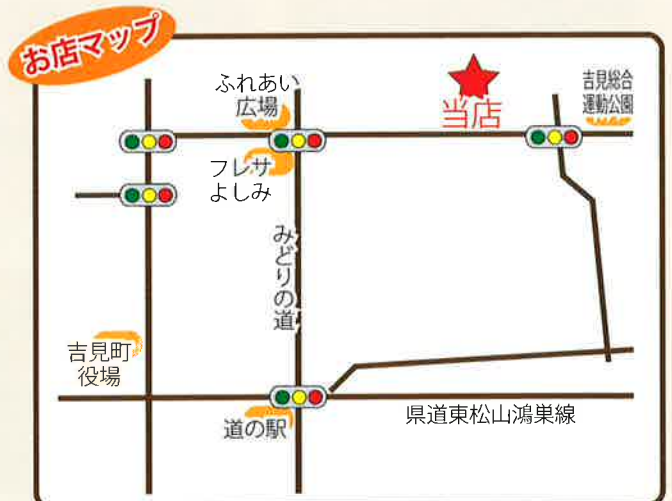 お店マップ
ふれあい
広場
当店
吉見総合
運動公園
フレサ
よしみ
みどりの道
吉見町
役場
道の駅
県道東松山鴻巣線